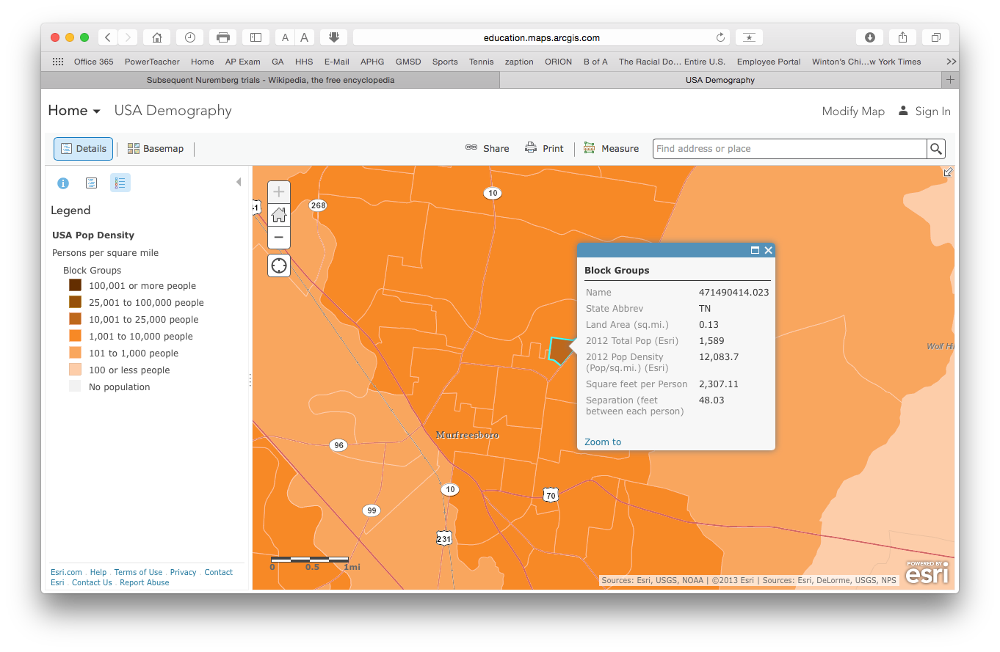 A A
education.maps.arcgis.com
Office 365 PowerTeacher Home AP Exam GA HHS E-Mail APHG GMSD Sports Tennis zaption ORION B of A The Racial Do... Entire U.S. Employee Portal Winton's Chi...w York Times >>
Subsequent Nuremberg trials - Wikipedia, the free encyclopedia
USA Demography
Home USA Demography
Modify Map Sign In
Details Basemap Share Print Measure Find address or place
Legend
USA Pop Density
Persons per square mile
Block Groups
100,001 or more people
25,001 to 100,000 people
10,001 to 25,000 people
1,001 to 10,000 people
101 to 1,000 people
100 or less people
No population
Esri.com . Help . Terms of Use . Privacy . Contact
Esri . Contact Us . Report Abuse
10
268
Block Groups
Name 471490414.023
State Abbrev TN
Land Area (sq.mi.) 0.13
2012 Total Pop (Esri) 1,589
2012 Pop Density 12,083.7
(Pop/sq.mi.) (Esri)
Square feet per Person 2,307.11
Separation (feet 48.03
between each person)
Zoom to
Murfreesboro
96
10
70
99
231
0 0.5 1mi
Sources: Esri, USGS, NOAA | ©2013 Esri | Sources: Esri, DeLorme, USGS, NPS
POWERED BY
esri